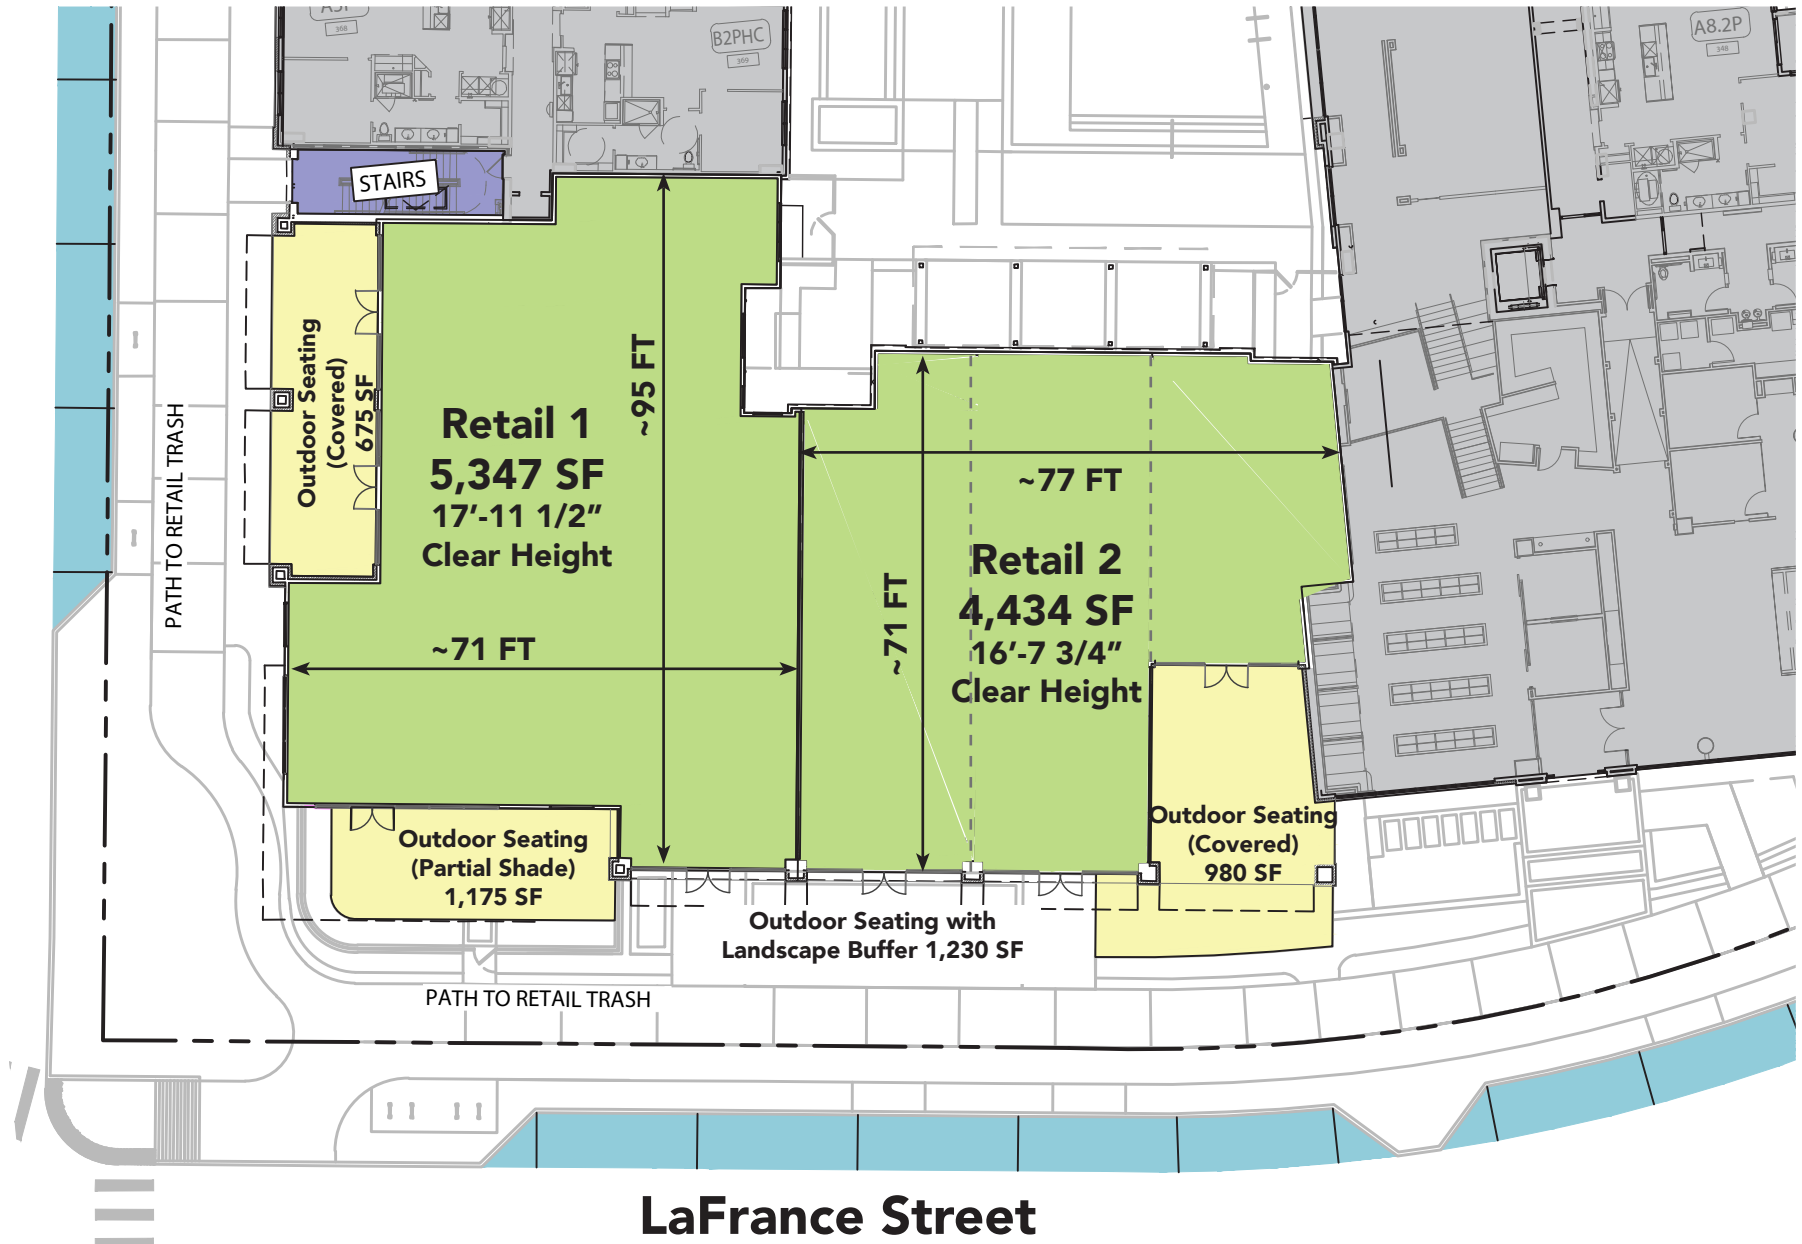 368
B2PHC
369
A8.2P
348
STAIRS
Outdoor Seating
(Covered)
675 SF
PATH TO RETAIL TRASH
Retail 1
5,347 SF
17’-11 1/2”
Clear Height
~95 FT
~71 FT
~77 FT
Retail 2
4,434 SF
16’-7 3/4”
Clear Height
~71 FT
Outdoor Seating
(Partial Shade)
1,175 SF
Outdoor Seating
(Covered)
980 SF
Outdoor Seating with
Landscape Buffer 1,230 SF
PATH TO RETAIL TRASH
LaFrance Street